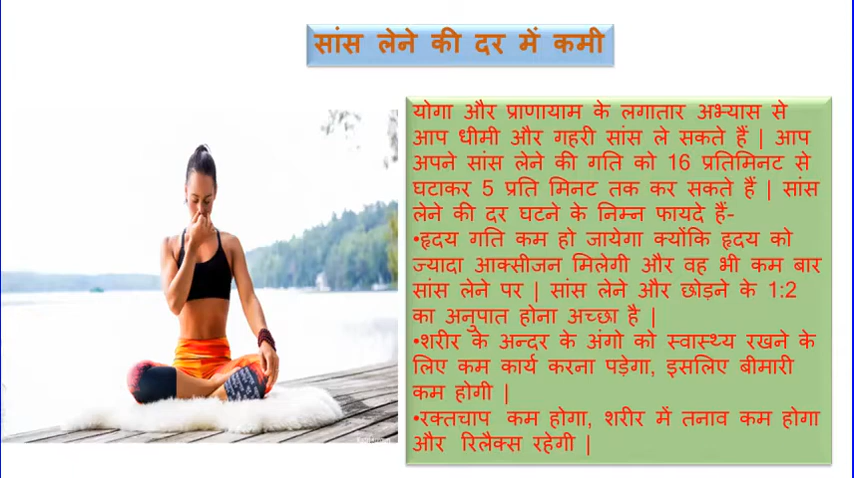 सांस लेने की दर में कमी
योगा और प्राणायाम के लगातार अभ्यास से
आप धीमी और गहरी सांस ले सकते हैं | आप
अपने सांस लेने की गति को 16 प्रतिमिनट से
घटाकर 5 प्रति मिनट तक कर सकते हैं | सांस
लेने की दर घटने के निम्न फायदे हैं-
•हृदय गति कम हो जायेगा क्योंकि हृदय को
ज्यादा आक्सीजन मिलेगी और वह भी कम बार
सांस लेने पर | सांस लेने और छोड़ने के 1:2
का अनुपात होना अच्छा है |
•शरीर के अन्दर के अंगो को स्वास्थ्य रखने के
लिए कम कार्य करना पड़ेगा, इसलिए बीमारी
कम होगी |
•रक्तचाप कम होगा, शरीर में तनाव कम होगा
और रिलैक्स रहेगी |